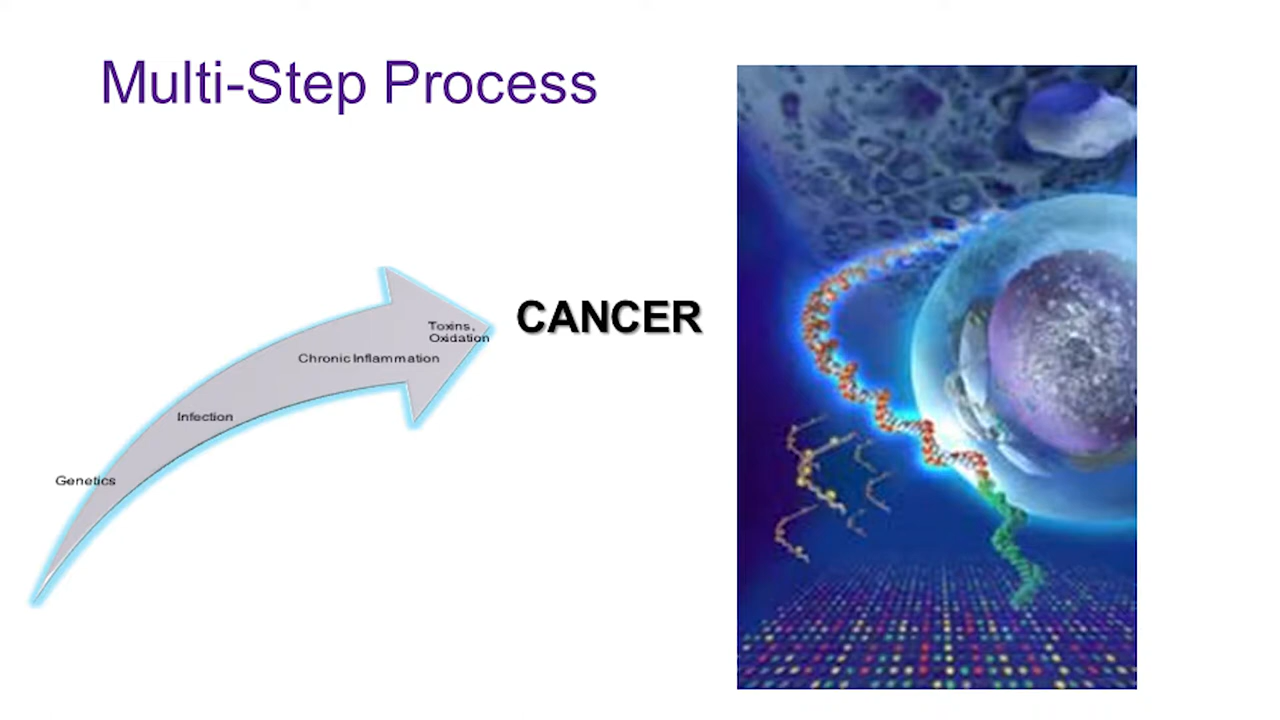 Multi-Step Process
CANCER
Toxins,
Oxidation
Chronic Inflammation
Infection
Genetics